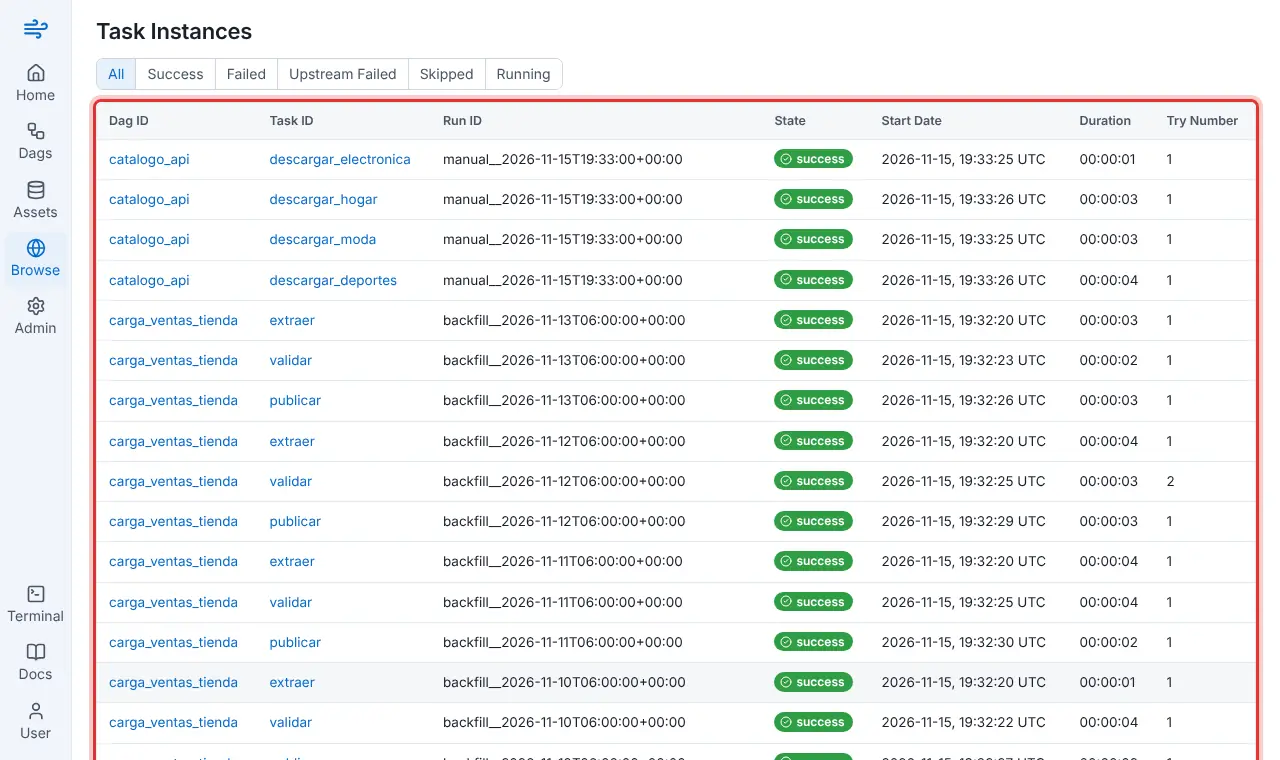 Task Instances
All Success Failed Upstream Failed Skipped Running
Dag ID Task ID Run ID State Start Date Duration Try Number
catalogo_api descargar_electronica manual__2026-11-15T19:33:00+00:00 success 2026-11-15, 19:33:25 UTC 00:00:01 1
catalogo_api descargar_hogar manual__2026-11-15T19:33:00+00:00 success 2026-11-15, 19:33:26 UTC 00:00:03 1
catalogo_api descargar_moda manual__2026-11-15T19:33:00+00:00 success 2026-11-15, 19:33:25 UTC 00:00:03 1
catalogo_api descargar_deportes manual__2026-11-15T19:33:00+00:00 success 2026-11-15, 19:33:26 UTC 00:00:04 1
carga_ventas_tienda extraer backfill__2026-11-13T06:00:00+00:00 success 2026-11-15, 19:32:20 UTC 00:00:03 1
carga_ventas_tienda validar backfill__2026-11-13T06:00:00+00:00 success 2026-11-15, 19:32:23 UTC 00:00:02 1
carga_ventas_tienda publicar backfill__2026-11-13T06:00:00+00:00 success 2026-11-15, 19:32:26 UTC 00:00:03 1
carga_ventas_tienda extraer backfill__2026-11-12T06:00:00+00:00 success 2026-11-15, 19:32:20 UTC 00:00:04 1
carga_ventas_tienda validar backfill__2026-11-12T06:00:00+00:00 success 2026-11-15, 19:32:25 UTC 00:00:03 2
carga_ventas_tienda publicar backfill__2026-11-12T06:00:00+00:00 success 2026-11-15, 19:32:29 UTC 00:00:03 1
carga_ventas_tienda extraer backfill__2026-11-11T06:00:00+00:00 success 2026-11-15, 19:32:20 UTC 00:00:04 1
carga_ventas_tienda validar backfill__2026-11-11T06:00:00+00:00 success 2026-11-15, 19:32:25 UTC 00:00:04 1
carga_ventas_tienda publicar backfill__2026-11-11T06:00:00+00:00 success 2026-11-15, 19:32:30 UTC 00:00:02 1
carga_ventas_tienda extraer backfill__2026-11-10T06:00:00+00:00 success 2026-11-15, 19:32:20 UTC 00:00:01 1
carga_ventas_tienda validar backfill__2026-11-10T06:00:00+00:00 success 2026-11-15, 19:32:22 UTC 00:00:04 1
Home
Dags
Assets
Browse
Admin
Terminal
Docs
User